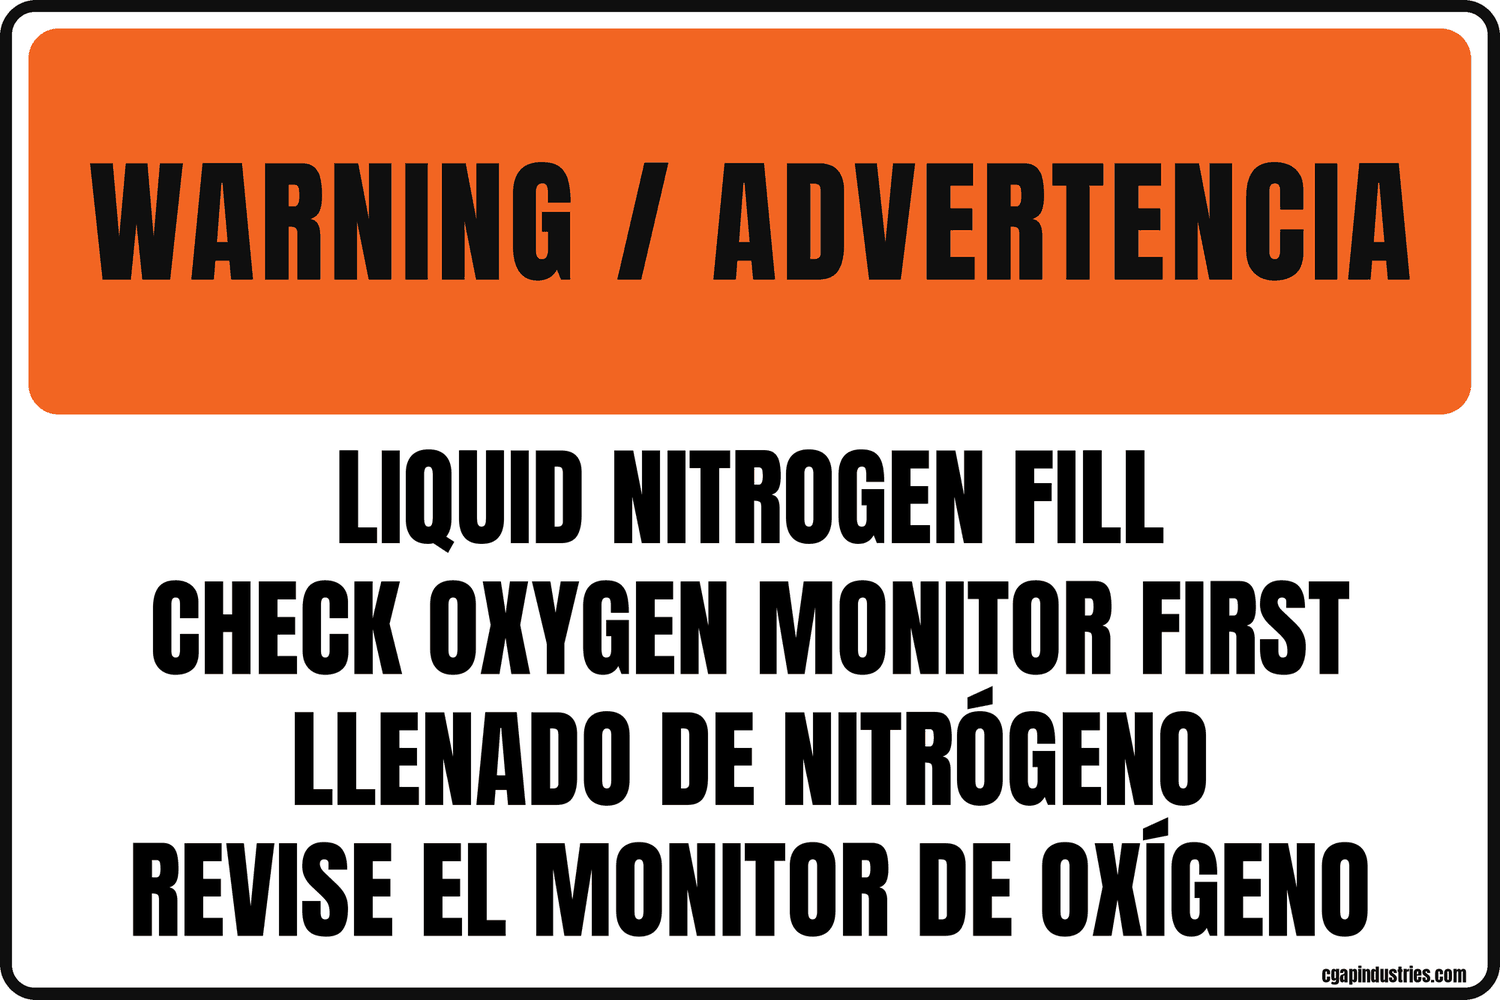 WARNING / ADVERTENCIA
LIQUID NITROGEN FILL
CHECK OXYGEN MONITOR FIRST
LLENADO DE NITRÓGENO
REVISE EL MONITOR DE OXÍGENO
cgapindustries.com